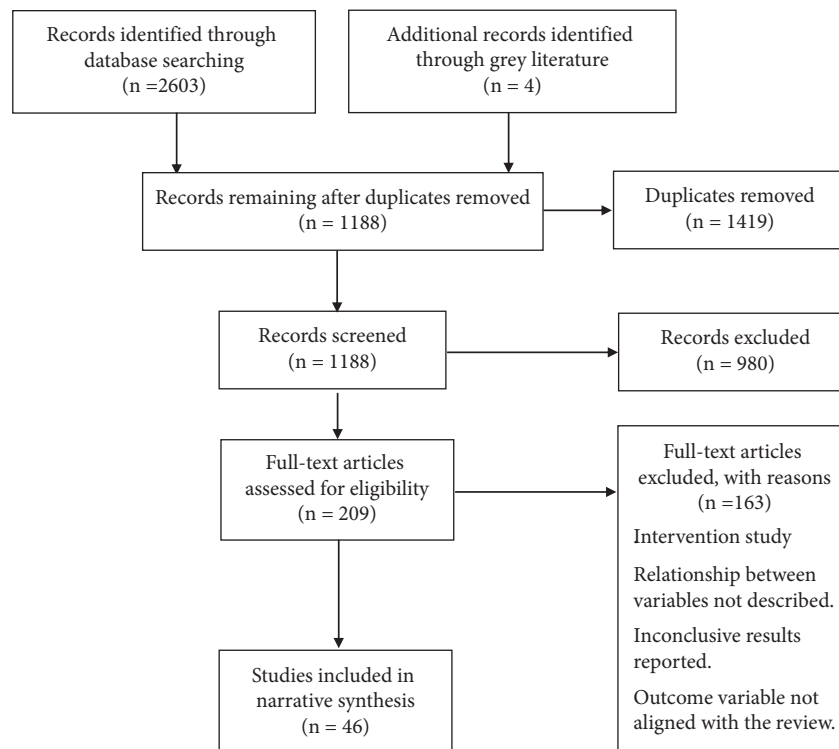 Records identified through
database searching
(n =2603)
Additional records identified
through grey literature
(n = 4)
Records remaining after duplicates removed
(n = 1188)
Duplicates removed
(n = 1419)
Records screened
(n = 1188)
Records excluded
(n = 980)
Full-text articles
assessed for eligibility
(n = 209)
Full-text articles
excluded, with reasons
(n =163)
Intervention study
Relationship between
variables not described.
Inconclusive results
reported.
Outcome variable not
aligned with the review.
Studies included in
narrative synthesis
(n = 46)